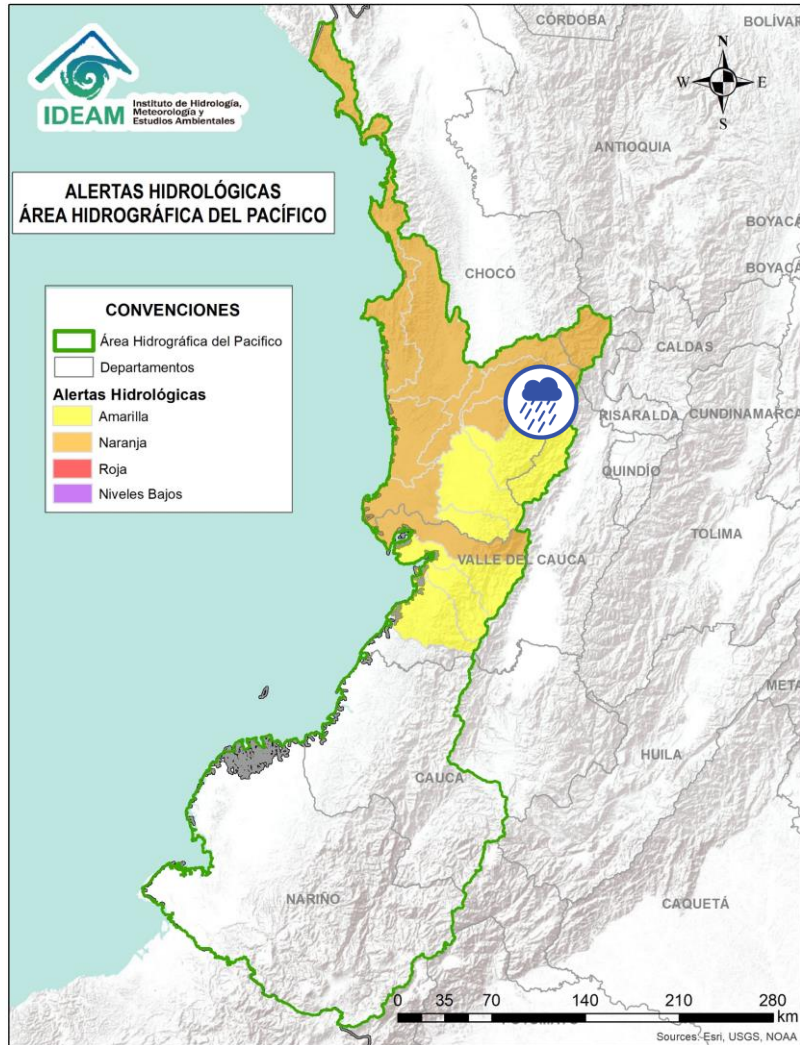 CÓRDOBA
BOLÍVAR
N
W
E
S
IDEAM
Instituto de Hidrología,
Meteorología y
Estudios Ambientales
ANTIOQUIA
ALERTAS HIDROLÓGICAS
ÁREA HIDROGRÁFICA DEL PACÍFICO
BOYACÁ
BOYACÁ
CHOCÓ
CONVENCIONES
Área Hidrográfica del Pacifico
Departamentos
Alertas Hidrológicas
Amarilla
Naranja
Roja
Niveles Bajos
CALDAS
RISARALDA
CUNDINAMARCA
QUINDÍO
TOLIMA
VALLE DEL CAUCA
META
HUILA
CAUCA
NARIÑO
CAQUETÁ
0 35 70 140 210 280
km
Sources: Esri, USGS, NOAA